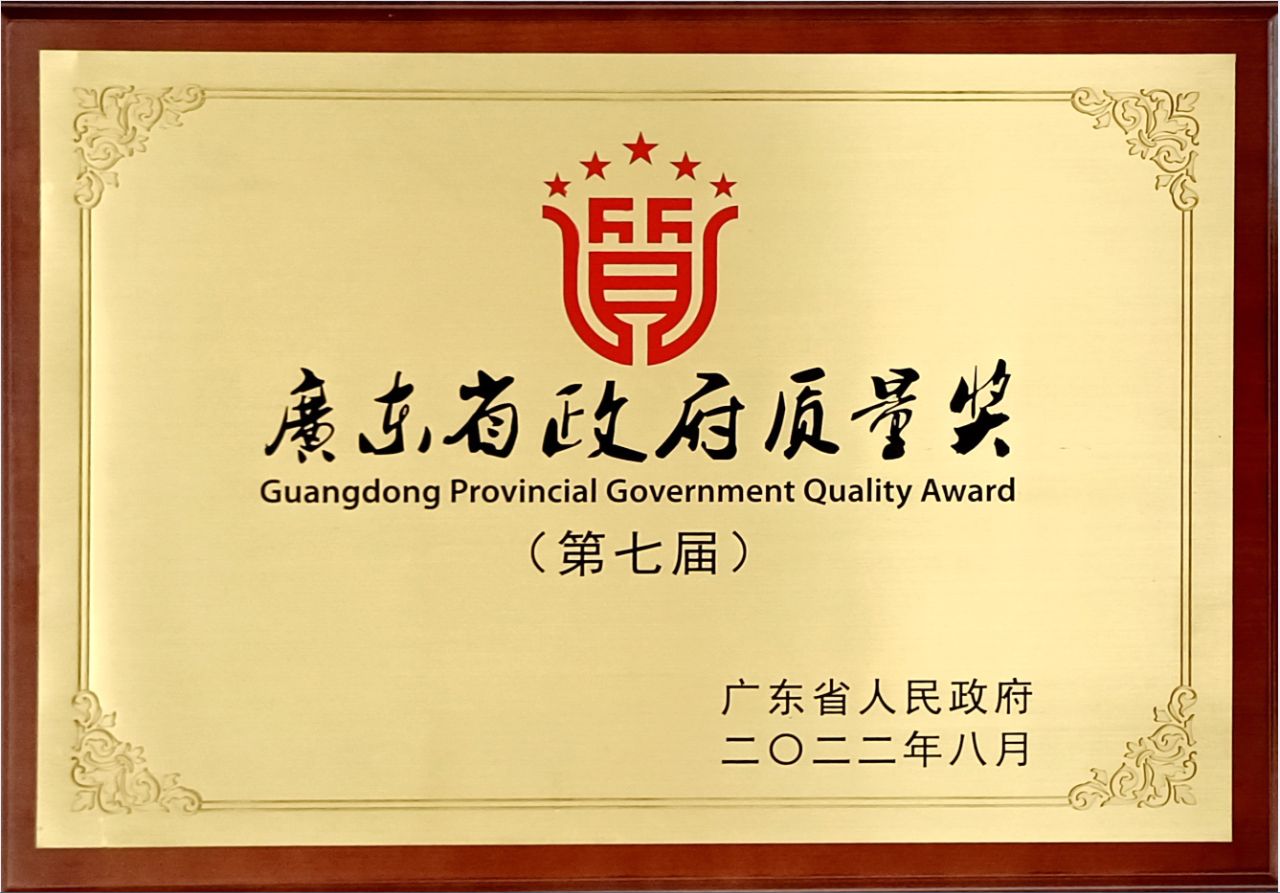 廣东省政府质量奖
Guangdong Provincial Government Quality Award
（第七届）
广东省人民政府
二〇二二年八月